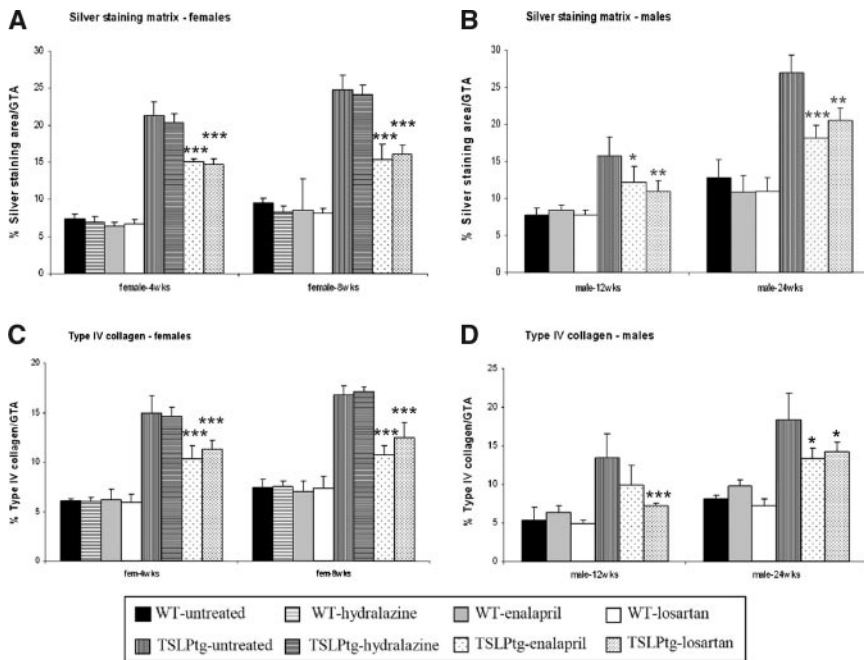 A
Silver staining matrix - females
% Silver staining area/GTA
30
25
20
15
10
5
0
***
***
***
***
female-4wks
female-8wks
B
Silver staining matrix - males
% Silver staining area/GTA
30
25
20
15
10
5
0
*
**
***
**
male-12wks
male-24wks
C
Type IV collagen - females
% Type IV collagen/GTA
20
15
10
5
0
***
***
***
***
fem-4wks
fem-8wks
D
Type IV collagen - males
% Type IV collagen/GTA
25
20
15
10
5
0
***
*
*
male-12wks
male-24wks
WT-untreated WT-hydralazine WT-enalapril WT-losartan
TSLPtg-untreated TSLPtg-hydralazine TSLPtg-enalapril TSLPtg-losartan